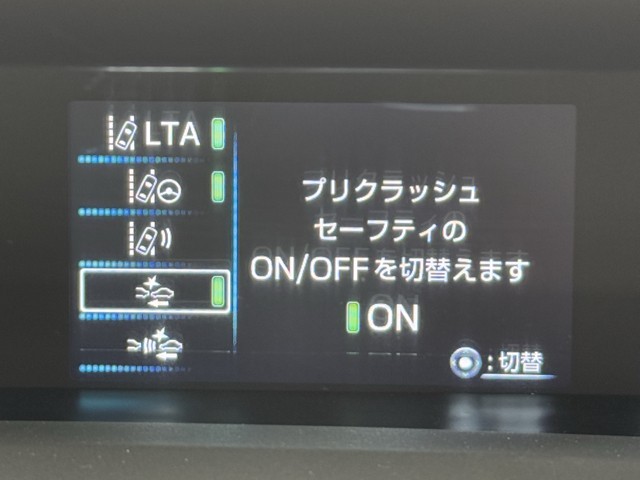 LTA
プリクラッシュ
セーフティの
ON/OFFを切替えます
ON
:切替